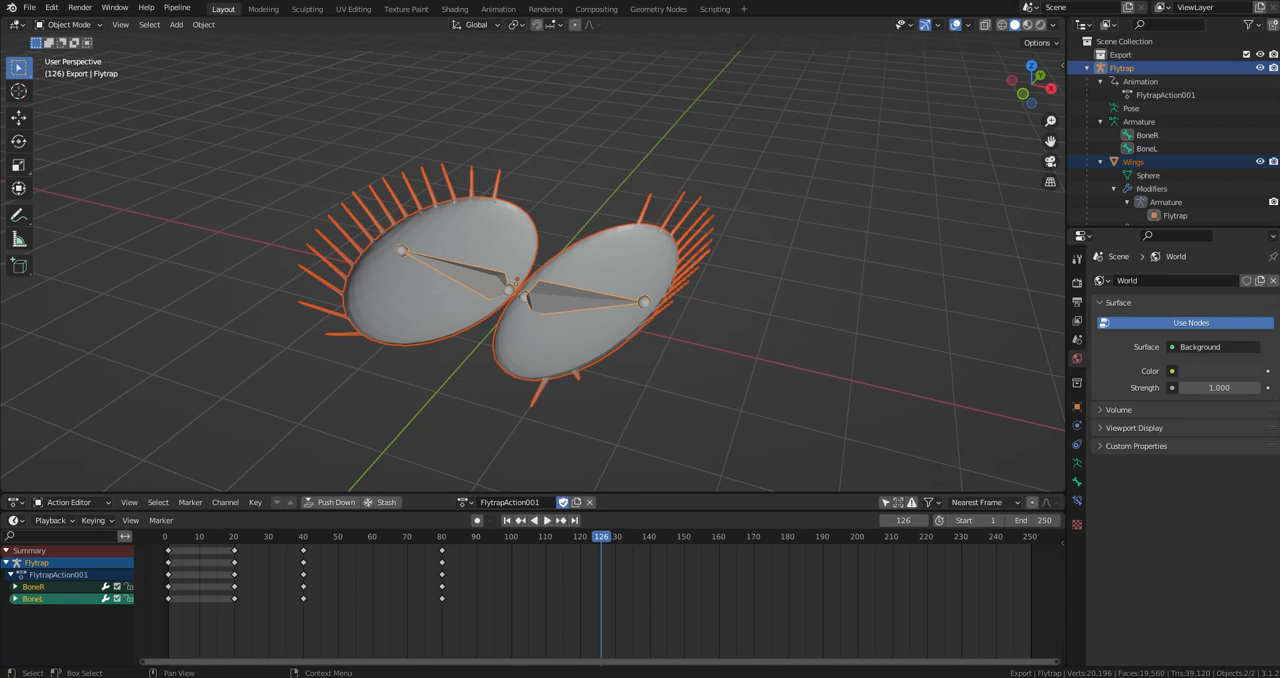 File Edit Render Window Help Pipeline Layout Modeling Sculpting UV Editing Texture Paint Shading Animation Rendering Compositing Geometry Nodes Scripting + Scene ViewLayer
Object Mode View Select Add Object Global
Options
User Perspective
(126) Export | Flytrap
Z
Y
X
Scene Collection
Export
Flytrap
Animation
FlytrapAction001
Pose
Armature
BoneR
BoneL
Wings
Sphere
Modifiers
Armature
Flytrap
Scene > World
World
Surface
Use Nodes
Surface Background
Color
Strength 1.000
Volume
Viewport Display
Custom Properties
Action Editor View Select Marker Channel Key Push Down Stash FlytrapAction001 Nearest Frame
Playback Keying View Marker 126 Start 1 End 250
0 10 20 30 40 50 60 70 80 90 100 110 120 126 30 140 150 160 170 180 190 200 210 220 230 240 250
Summary
Flytrap
FlytrapAction001
BoneR
BoneL
Select Box Select Pan View Context Menu Export | Flytrap | Verts:20,196 | Faces:19,560 | Tris:39,120 | Objects:2/2 | 3.1.2